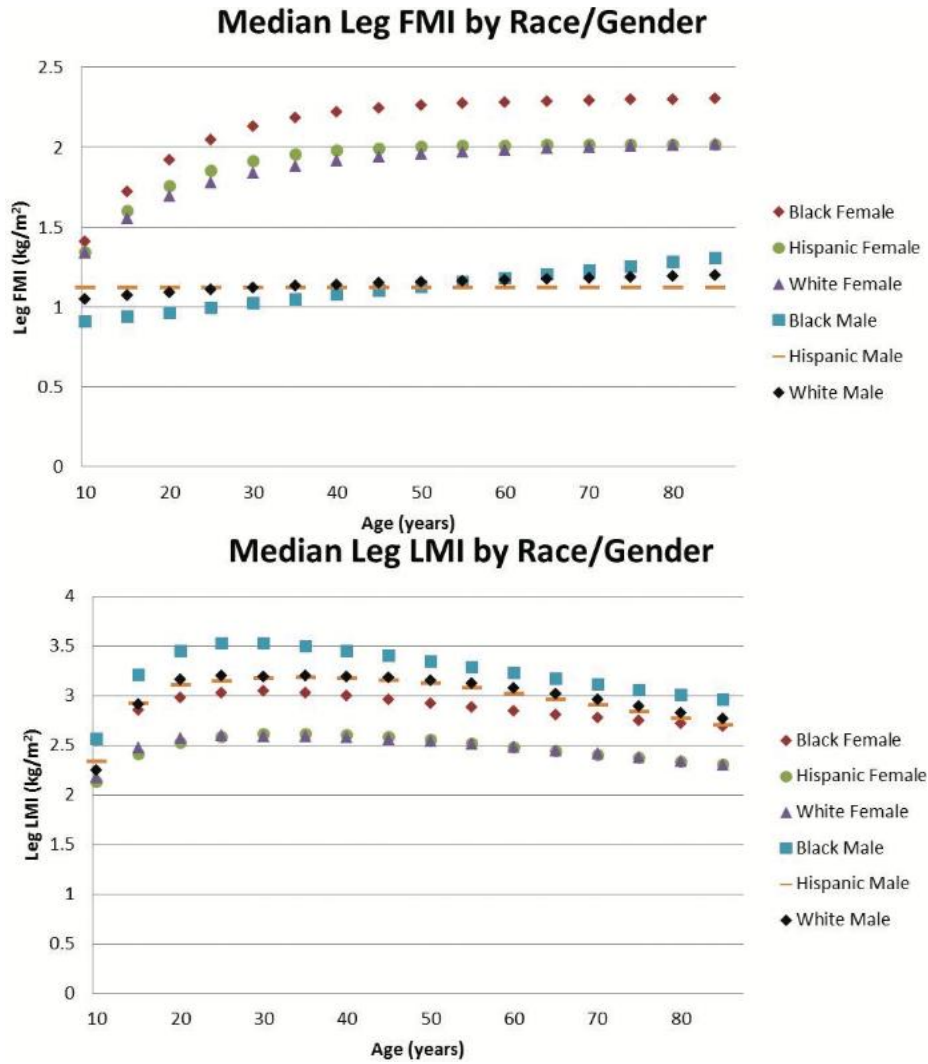 Median Leg FMI by Race/Gender
2.5
2
1.5
1
0.5
0
Leg FMI (kg/m²)
10 20 30 40 50 60 70 80
Age (years)
Black Female
Hispanic Female
White Female
Black Male
Hispanic Male
White Male
Median Leg LMI by Race/Gender
4
3.5
3
2.5
2
1.5
1
0.5
0
Leg LMI (kg/m²)
10 20 30 40 50 60 70 80
Age (years)
Black Female
Hispanic Female
White Female
Black Male
Hispanic Male
White Male